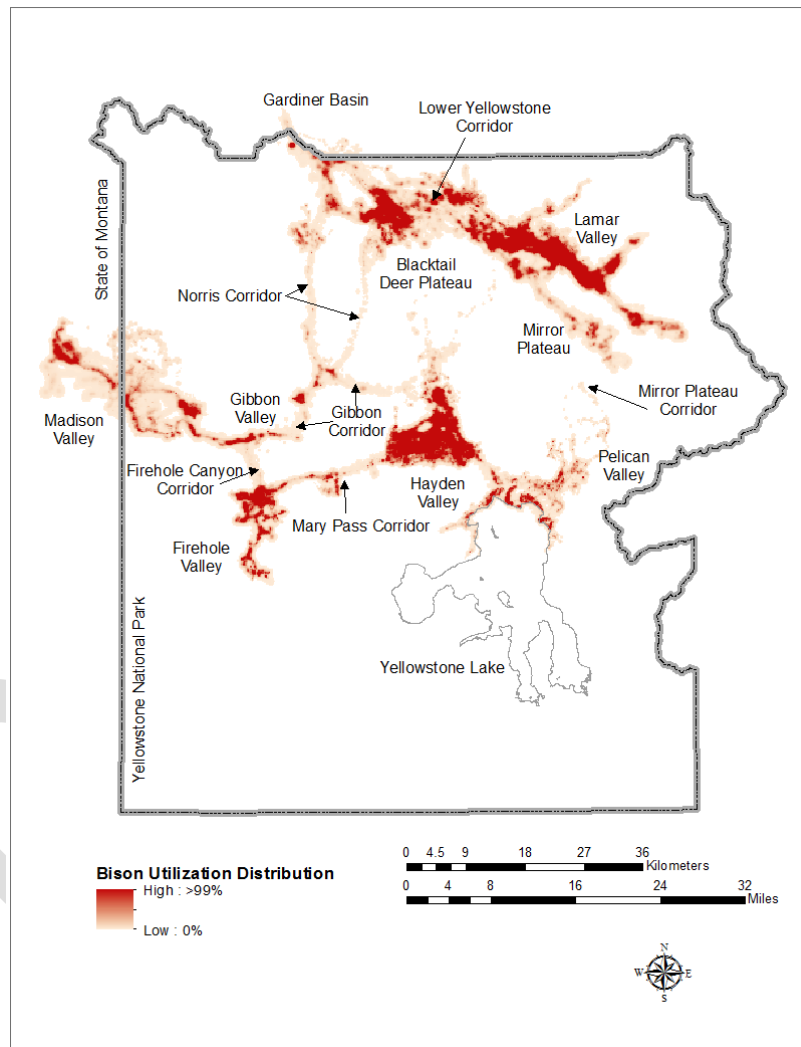 Gardiner Basin
Lower Yellowstone
Corridor
State of Montana
Lamar
Valley
Blacktail
Deer Plateau
Norris Corridor
Mirror
Plateau
Mirror Plateau
Corridor
Madison
Valley
Gibbon
Valley
Gibbon
Corridor
Firehole Canyon
Corridor
Pelican
Valley
Hayden
Valley
Mary Pass Corridor
Firehole
Valley
Yellowstone National Park
Yellowstone Lake
Bison Utilization Distribution
High : >99%
Low : 0%
0 4.5 9 18 27 36
Kilometers
0 4 8 16 24 32
Miles
N
W E
S